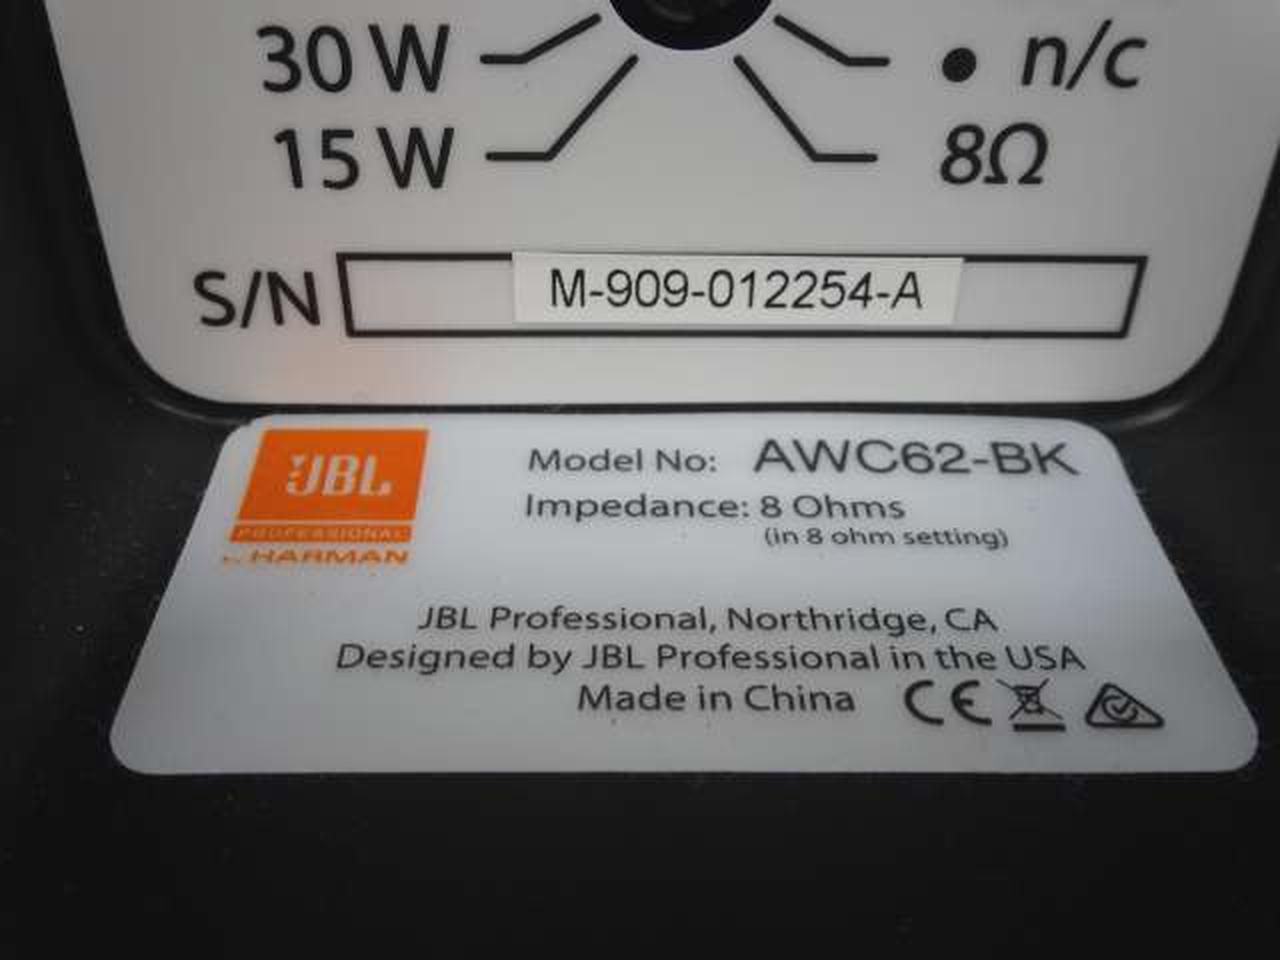 30 W • n/c
15 W 8Ω
S/N M-909-012254-A
JBL
PROFESSIONAL
by HARMAN
Model No: AWC62-BK
Impedance: 8 Ohms
(in 8 ohm setting)
JBL Professional, Northridge, CA
Designed by JBL Professional in the USA
Made in China CE